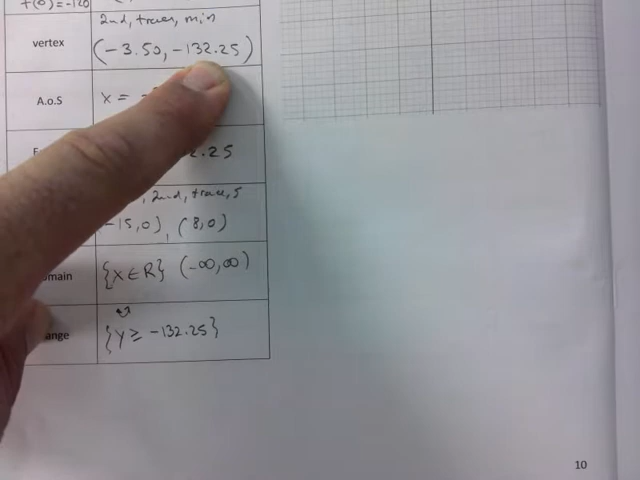 f(0)=-120
2nd, trace, min
vertex
(-3.50, -132.25)
A.o.S
x =
2.25
, 2nd, trace, 5
-15,0), (8,0)
main
{x∈R} (-∞,∞)
ange
{y ≥ -132.25}
10